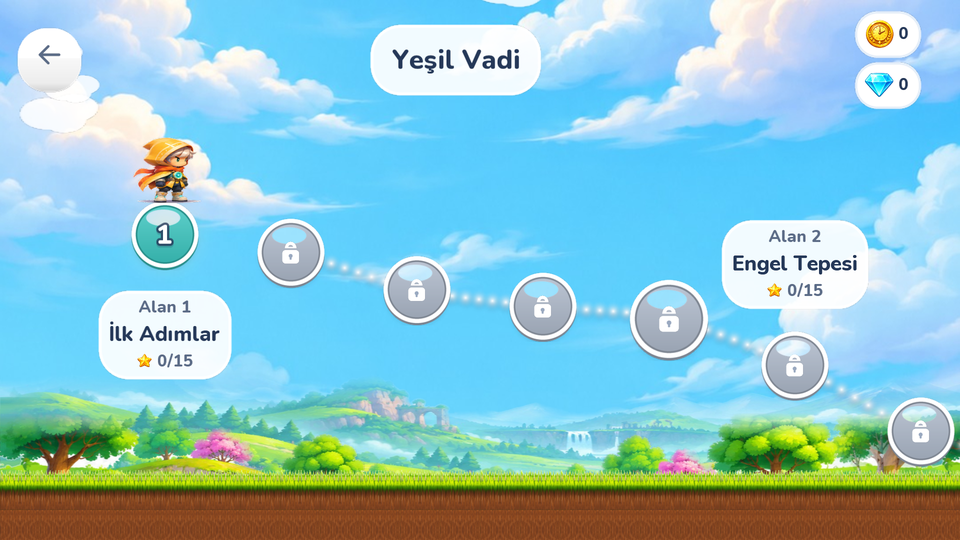 Yeşil Vadi
0
0
1
Alan 1
İlk Adımlar
0/15
Alan 2
Engel Tepesi
0/15